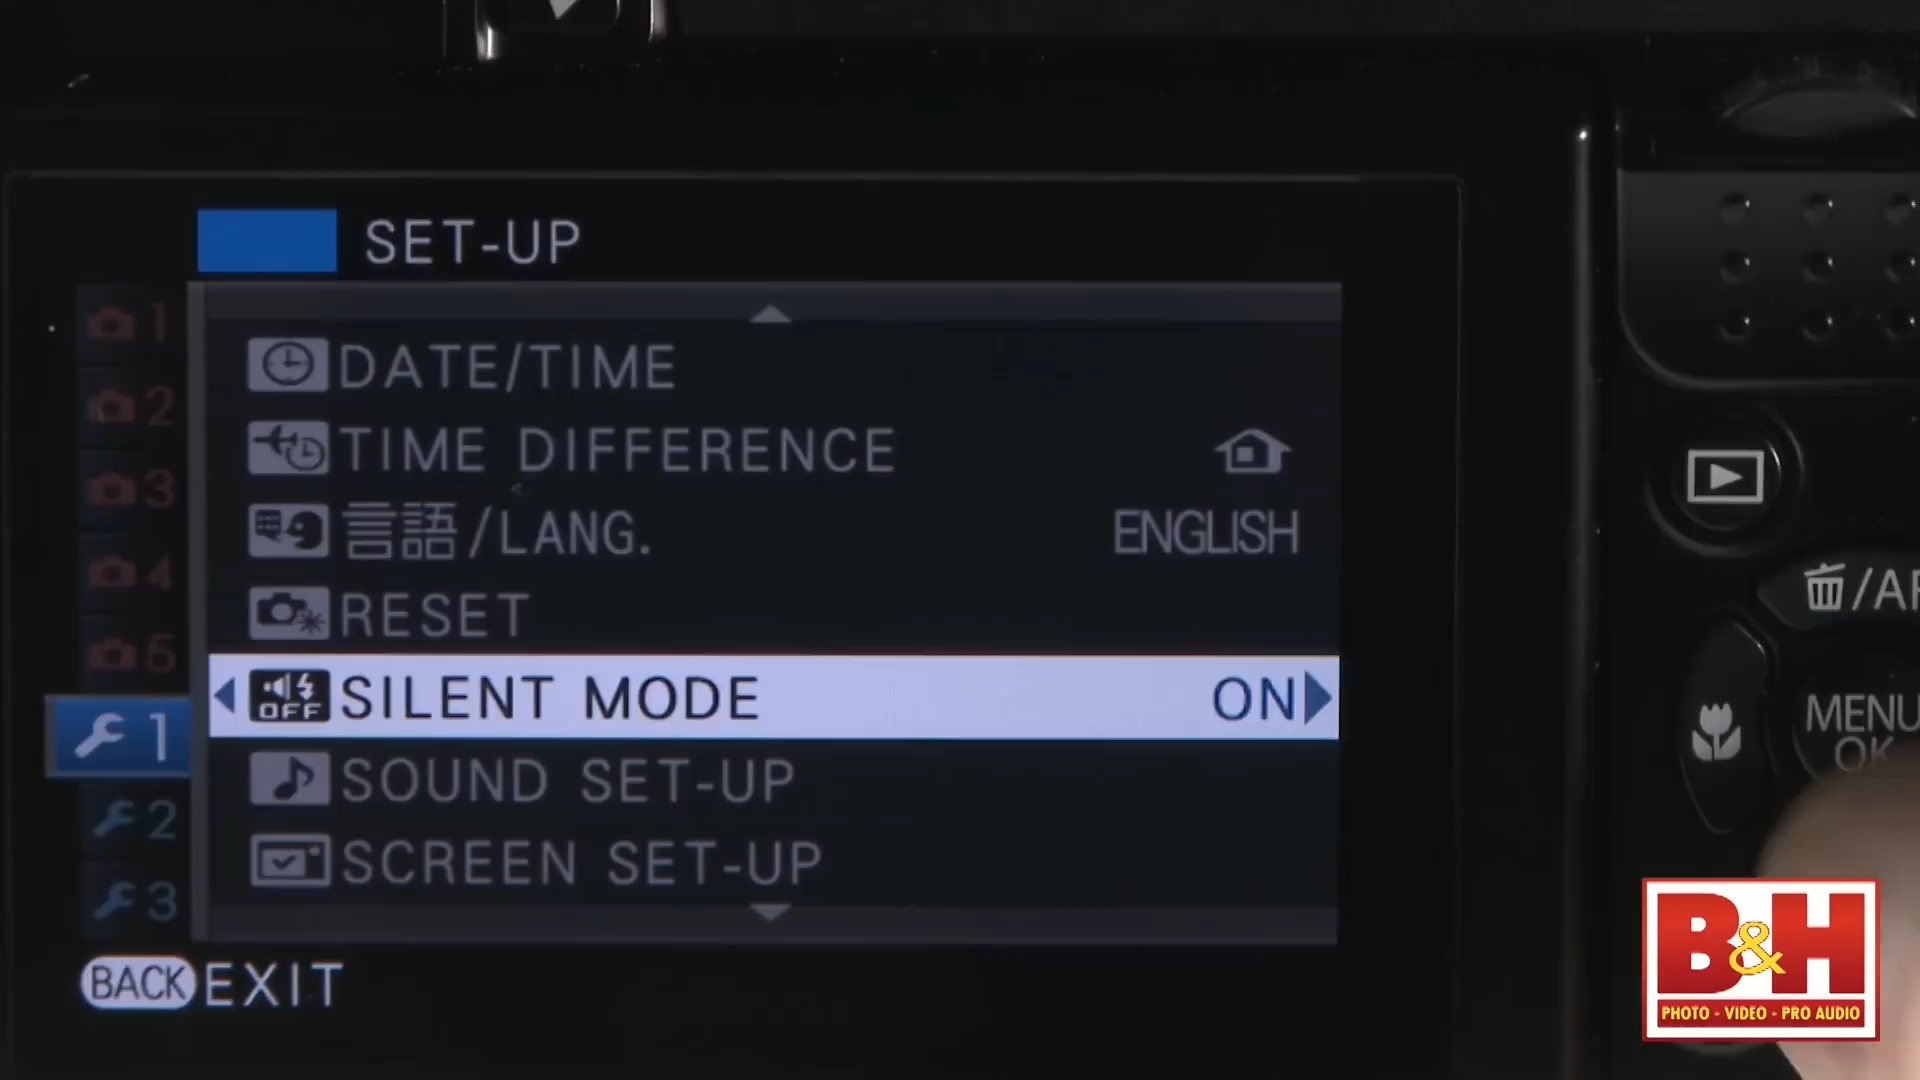 SET-UP
1
DATE/TIME
2
TIME DIFFERENCE
3
言語/LANG. ENGLISH
4
RESET
5
OFF SILENT MODE ON
1
SOUND SET-UP
2
SCREEN SET-UP
3
BACK EXIT
MENU
OK
B&H
PHOTO - VIDEO - PRO AUDIO